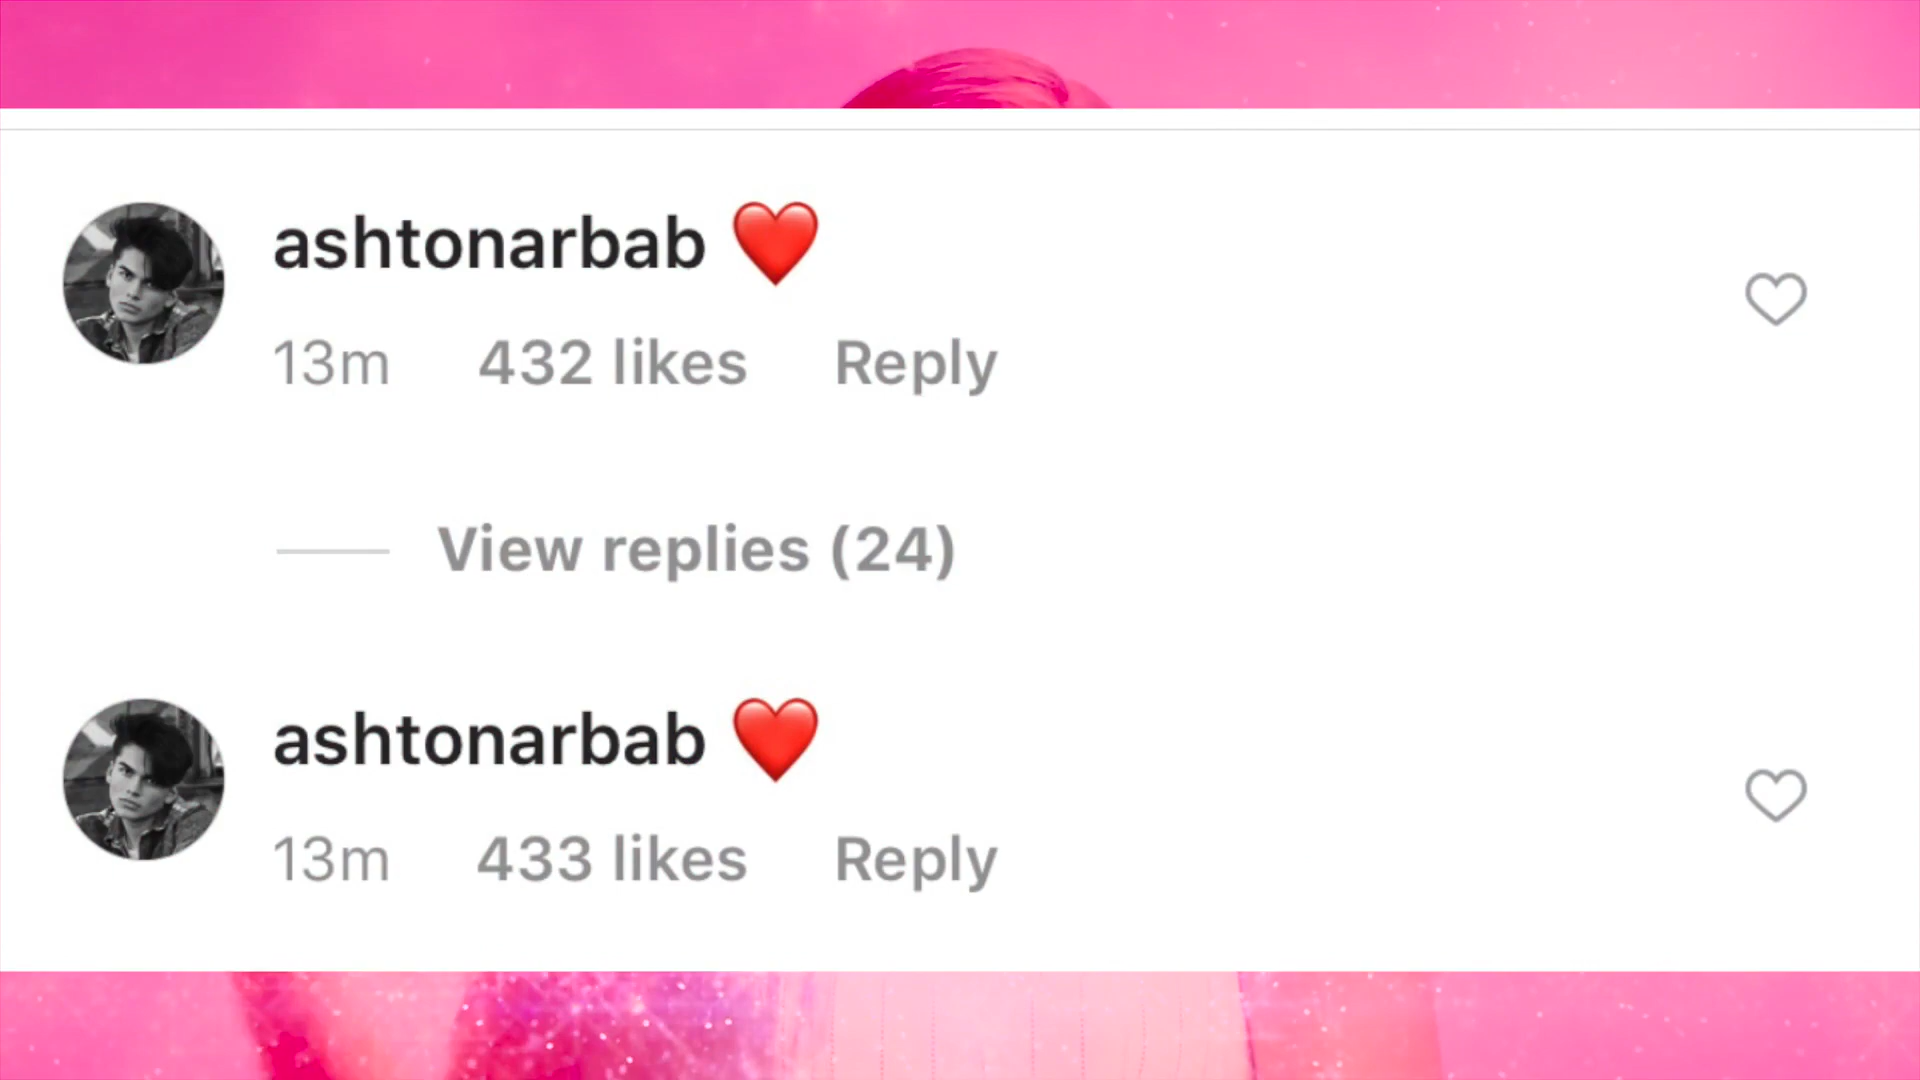 ashtonarbab ❤️
13m 432 likes Reply
View replies (24)
ashtonarbab ❤️
13m 433 likes Reply